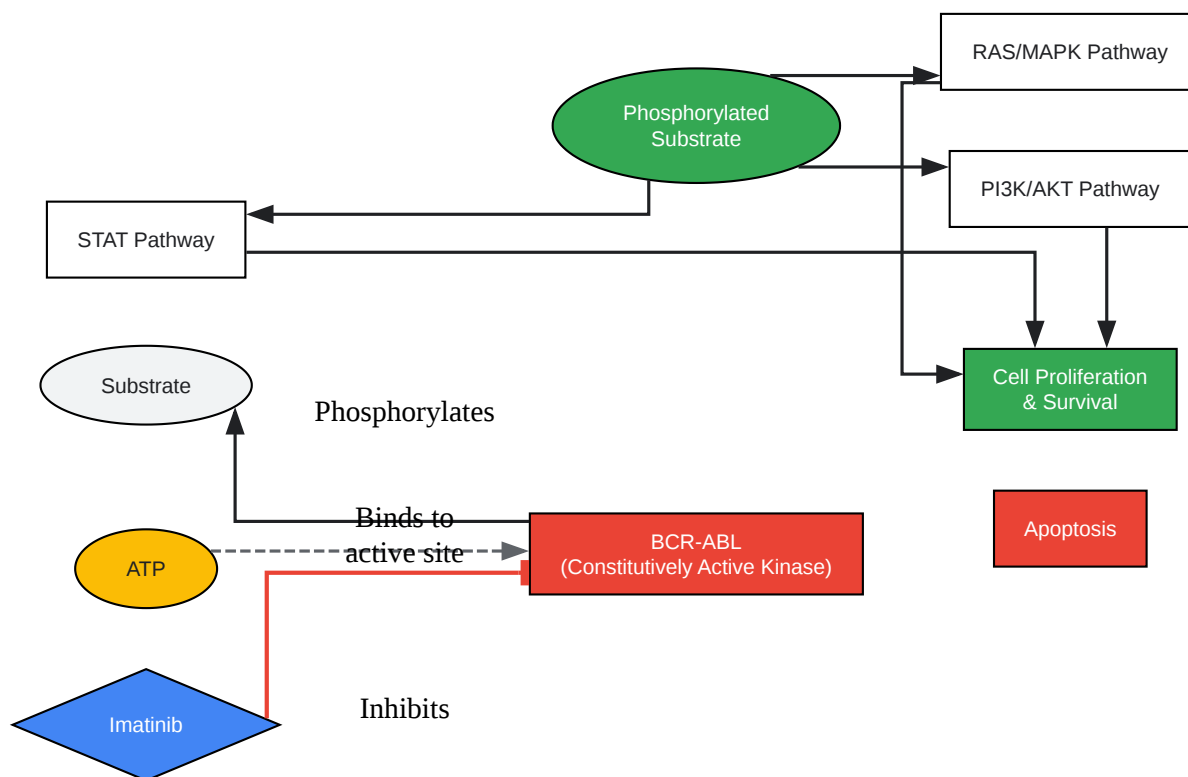 RAS/MAPK Pathway
Phosphorylated
Substrate
PI3K/AKT Pathway
STAT Pathway
Substrate
Cell Proliferation
& Survival
Phosphorylates
Binds to
active site
ATP
BCR-ABL
(Constitutively Active Kinase)
Apoptosis
Imatinib
Inhibits